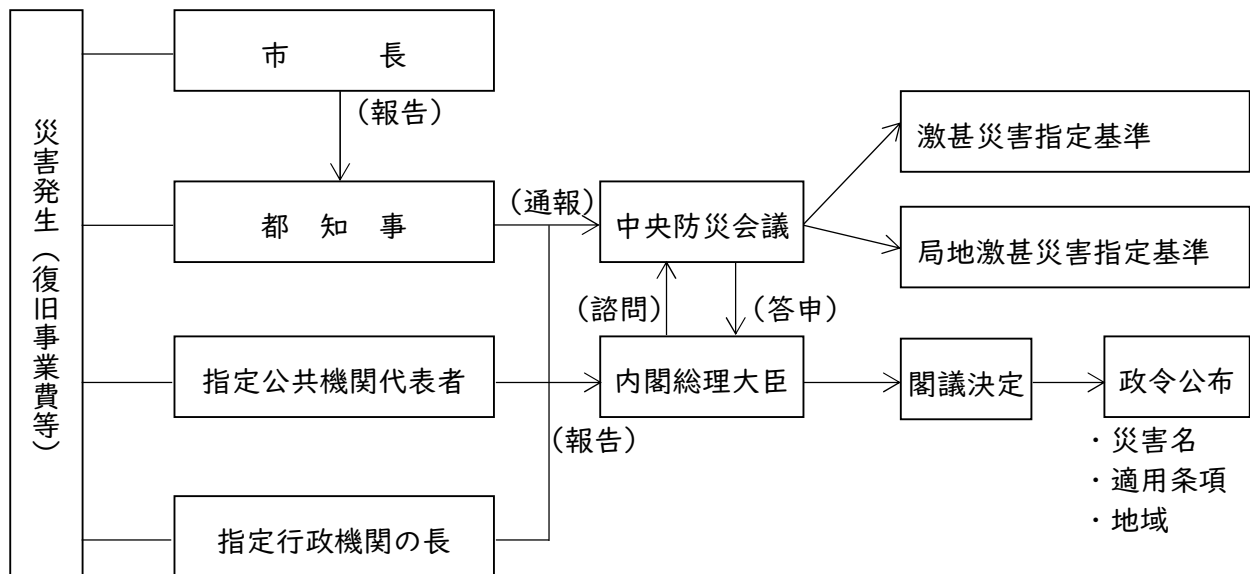 災害発生（復旧事業費等）
市　　　長
（報告）
都　知　事
（通報）
中央防災会議
激甚災害指定基準
局地激甚災害指定基準
（諮問）
（答申）
指定公共機関代表者
内閣総理大臣
閣議決定
政令公布
・災害名
・適用条項
・地域
（報告）
指定行政機関の長